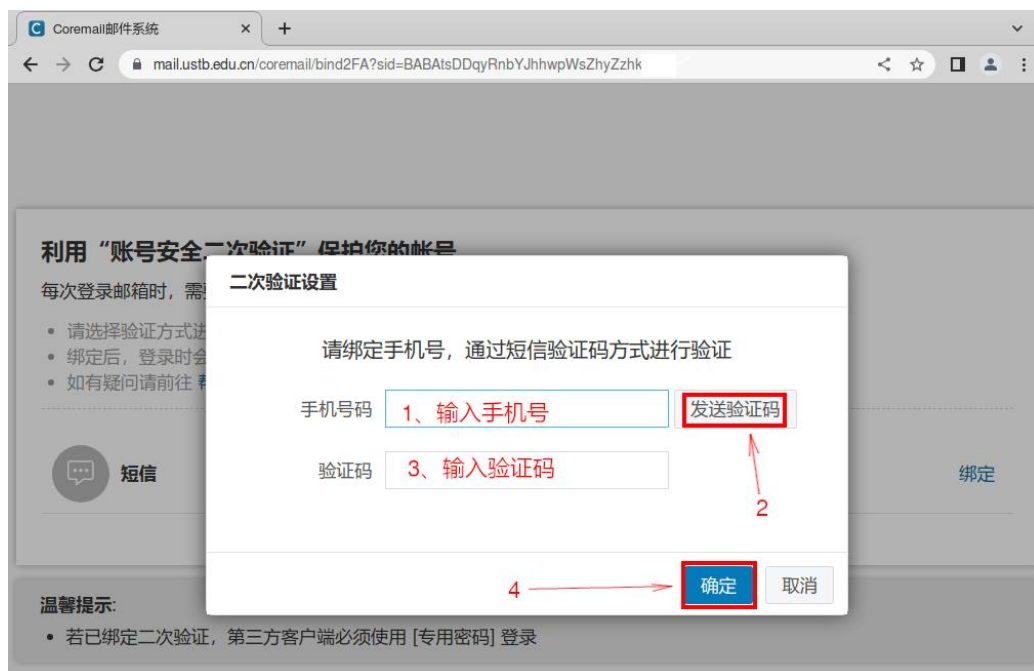 Coremail邮件系统
mail.ustb.edu.cn/coremail/bind2FA?sid=BABAtsDDqyRnbYJhhwpWsZhyZzhk
利用“账号安全二次验证”保护您的帐号
每次登录邮箱时，需
二次验证设置
请选择验证方式进
绑定后，登录时会
如有疑问请前往
请绑定手机号，通过短信验证码方式进行验证
手机号码 1、输入手机号 发送验证码
验证码 3、输入验证码
2
短信 绑定
4 确定 取消
温馨提示:
若已绑定二次验证，第三方客户端必须使用 [专用密码] 登录